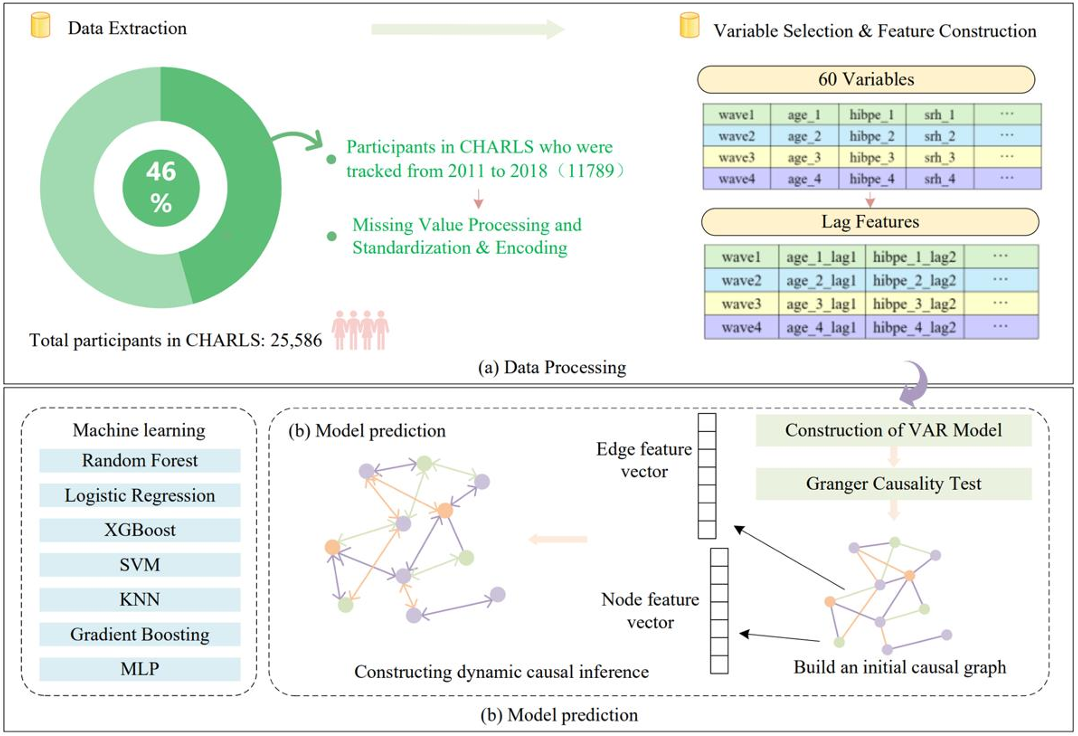 Data Extraction
Variable Selection & Feature Construction
46
%
Participants in CHARLS who were
tracked from 2011 to 2018（11789）
Missing Value Processing and
Standardization & Encoding
Total participants in CHARLS: 25,586
60 Variables
wave1 age_1 hibpe_1 srh_1 ···
wave2 age_2 hibpe_2 srh_2 ···
wave3 age_3 hibpe_3 srh_3 ···
wave4 age_4 hibpe_4 srh_4 ···
Lag Features
wave1 age_1_lag1 hibpe_1_lag2 ···
wave2 age_2_lag1 hibpe_2_lag2 ···
wave3 age_3_lag1 hibpe_3_lag2 ···
wave4 age_4_lag1 hibpe_4_lag2 ···
(a) Data Processing
Machine learning
Random Forest
Logistic Regression
XGBoost
SVM
KNN
Gradient Boosting
MLP
(b) Model prediction
Edge feature
vector
Node feature
vector
Construction of VAR Model
Granger Causality Test
Constructing dynamic causal inference
Build an initial causal graph
(b) Model prediction